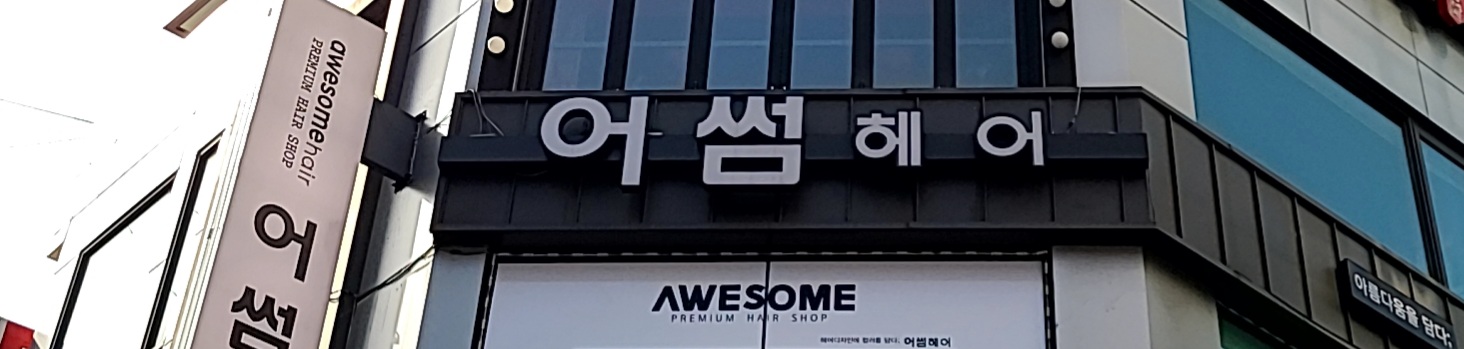 awesomehair
PREMIUM HAIR SHOP
어썸
어썸 헤어
AWESOME
PREMIUM HAIR SHOP
어썸헤어
아름다움을 담다;